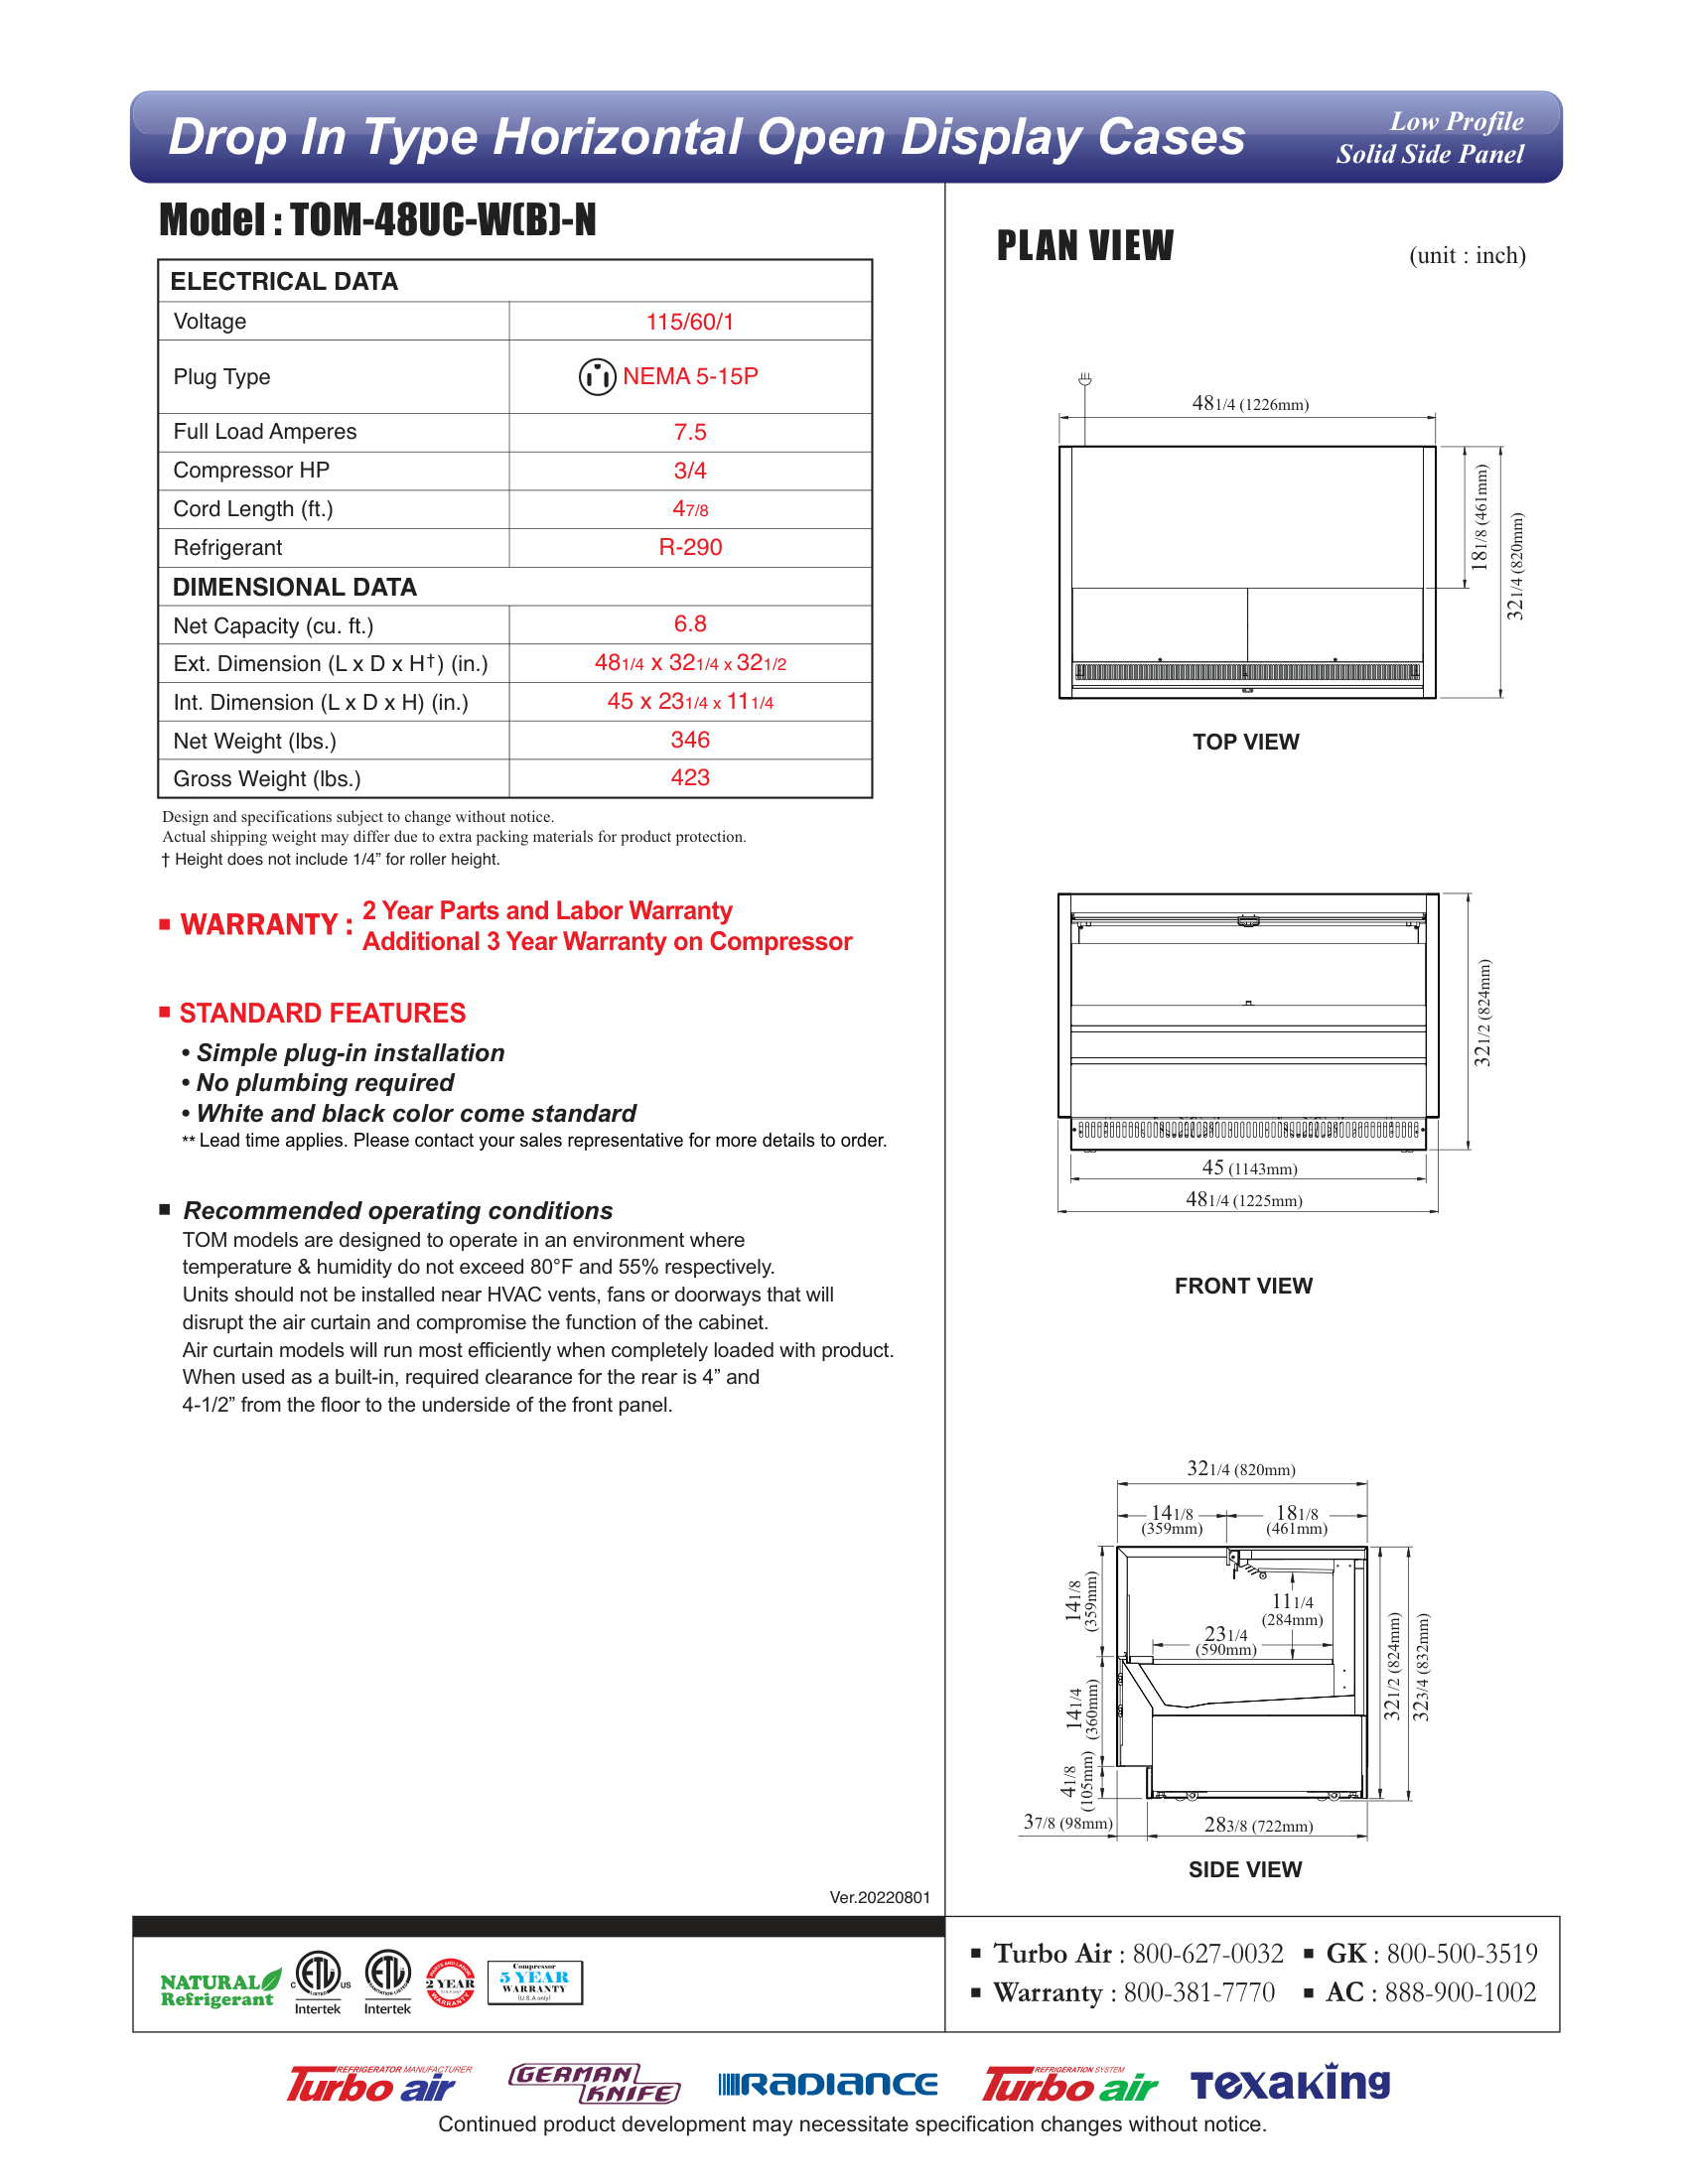 Drop In Type Horizontal Open Display Cases
Low Profile
Solid Side Panel
Model : TOM-48UC-W(B)-N
ELECTRICAL DATA
Voltage 115/60/1
Plug Type NEMA 5-15P
Full Load Amperes 7.5
Compressor HP 3/4
Cord Length (ft.) 4 7/8
Refrigerant R-290
DIMENSIONAL DATA
Net Capacity (cu. ft.) 6.8
Ext. Dimension (L x D x H†) (in.) 48 1/4 x 32 1/4 x 32 1/2
Int. Dimension (L x D x H) (in.) 45 x 23 1/4 x 11 1/4
Net Weight (lbs.) 346
Gross Weight (lbs.) 423
Design and specifications subject to change without notice.
Actual shipping weight may differ due to extra packing materials for product protection.
† Height does not include 1/4” for roller height.
WARRANTY : 2 Year Parts and Labor Warranty
Additional 3 Year Warranty on Compressor
STANDARD FEATURES
• Simple plug-in installation
• No plumbing required
• White and black color come standard
** Lead time applies. Please contact your sales representative for more details to order.
Recommended operating conditions
TOM models are designed to operate in an environment where
temperature & humidity do not exceed 80°F and 55% respectively.
Units should not be installed near HVAC vents, fans or doorways that will
disrupt the air curtain and compromise the function of the cabinet.
Air curtain models will run most efficiently when completely loaded with product.
When used as a built-in, required clearance for the rear is 4” and
4-1/2” from the floor to the underside of the front panel.
Ver.20220801
PLAN VIEW
(unit : inch)
48 1/4 (1226mm)
18 1/8 (461mm)
32 1/4 (820mm)
TOP VIEW
32 1/2 (824mm)
45 (1143mm)
48 1/4 (1225mm)
FRONT VIEW
32 1/4 (820mm)
14 1/8
(359mm)
18 1/8
(461mm)
14 1/8
(359mm)
11 1/4
(284mm)
23 1/4
(590mm)
14 1/4
(360mm)
32 1/2 (824mm)
32 3/4 (832mm)
4 1/8
(105mm)
3 7/8 (98mm)
28 3/8 (722mm)
SIDE VIEW
NATURAL
Refrigerant
C ETL US
LISTED
Intertek
ETL
SANITATION LISTED
Intertek
PARTS AND LABOR
2 YEAR
(U.S.A only)
WARRANTY
Compressor
5 YEAR
WARRANTY
(U.S.A only)
Turbo Air : 800-627-0032
GK : 800-500-3519
Warranty : 800-381-7770
AC : 888-900-1002
REFRIGERATOR MANUFACTURER
Turbo air
GERMAN
KNIFE
RADIANCE
REFRIGERATION SYSTEM
Turbo air
TEXAKING
Continued product development may necessitate specification changes without notice.